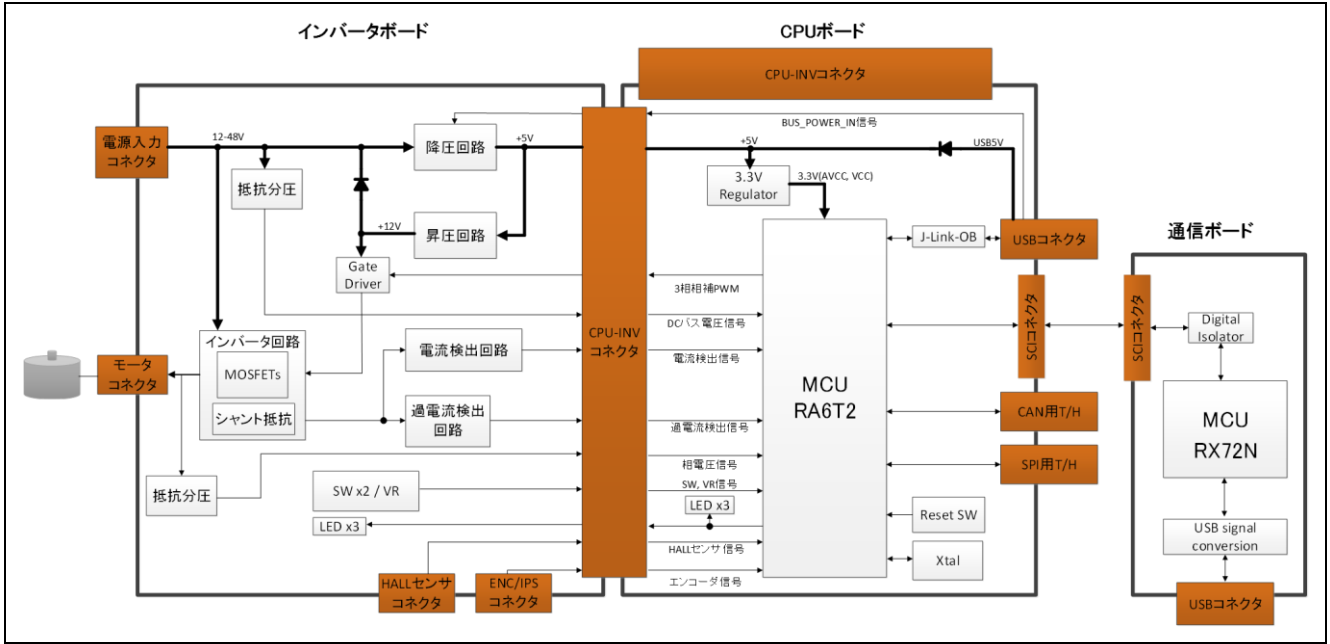 インバータボード
CPUボード
CPU-INVコネクタ
電源入力
コネクタ
12-48V
降圧回路
+5V
抵抗分圧
+12V
昇圧回路
Gate
Driver
インバータ回路
MOSFETs
シャント抵抗
モータ
コネクタ
電流検出回路
過電流検出
回路
抵抗分圧
SW x2 / VR
LED x3
HALLセンサ
コネクタ
ENC/IPS
コネクタ
CPU-INV
コネクタ
BUS_POWER_IN信号
+5V
USB5V
3.3V
Regulator
3.3V(AVCC, VCC)
J-Link-OB
USBコネクタ
3相相補PWM
DCバス電圧信号
電流検出信号
過電流検出信号
相電圧信号
SW, VR信号
LED x3
HALLセンサ信号
エンコーダ信号
MCU
RA6T2
SCIコネクタ
CAN用T/H
SPI用T/H
Reset SW
Xtal
通信ボード
SCIコネクタ
Digital
Isolator
MCU
RX72N
USB signal
conversion
USBコネクタ